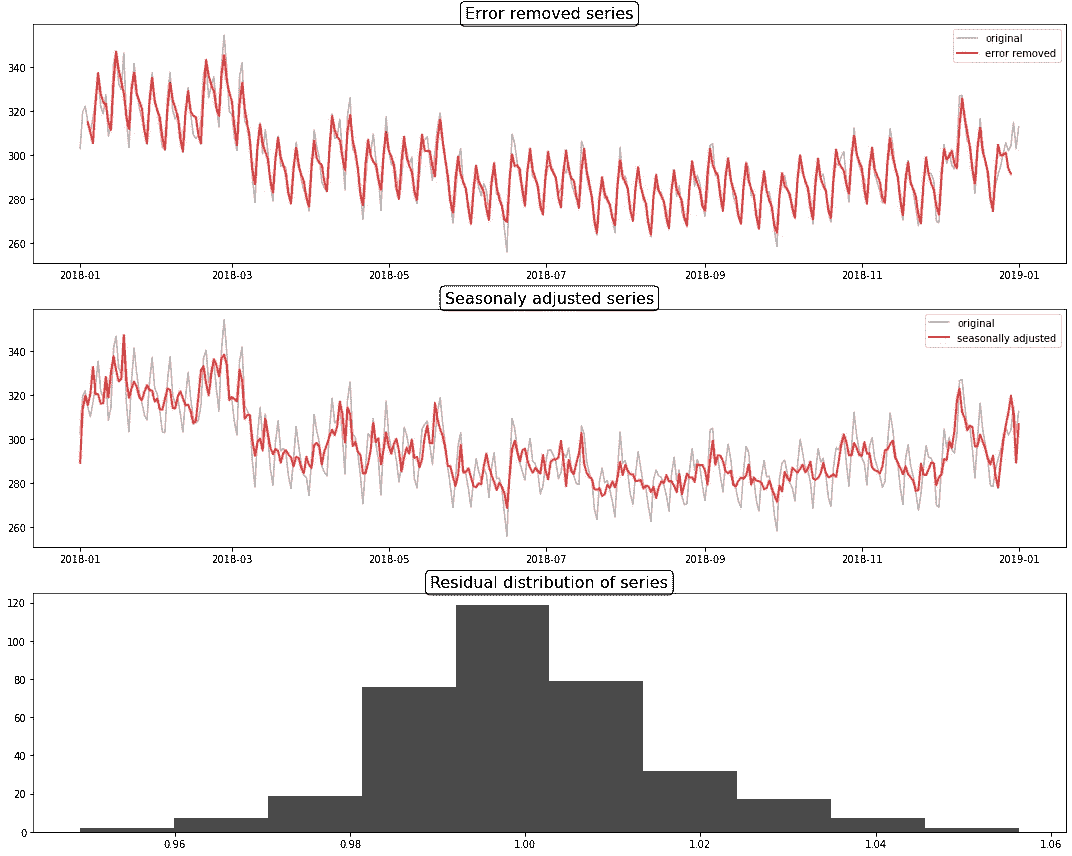 Error removed series
original
error removed
340
320
300
280
260
2018-01 2018-03 2018-05 2018-07 2018-09 2018-11 2019-01
Seasonaly adjusted series
original
seasonally adjusted
340
320
300
280
260
2018-01 2018-03 2018-05 2018-07 2018-09 2018-11 2019-01
Residual distribution of series
120
100
80
60
40
20
0
0.96 0.98 1.00 1.02 1.04 1.06